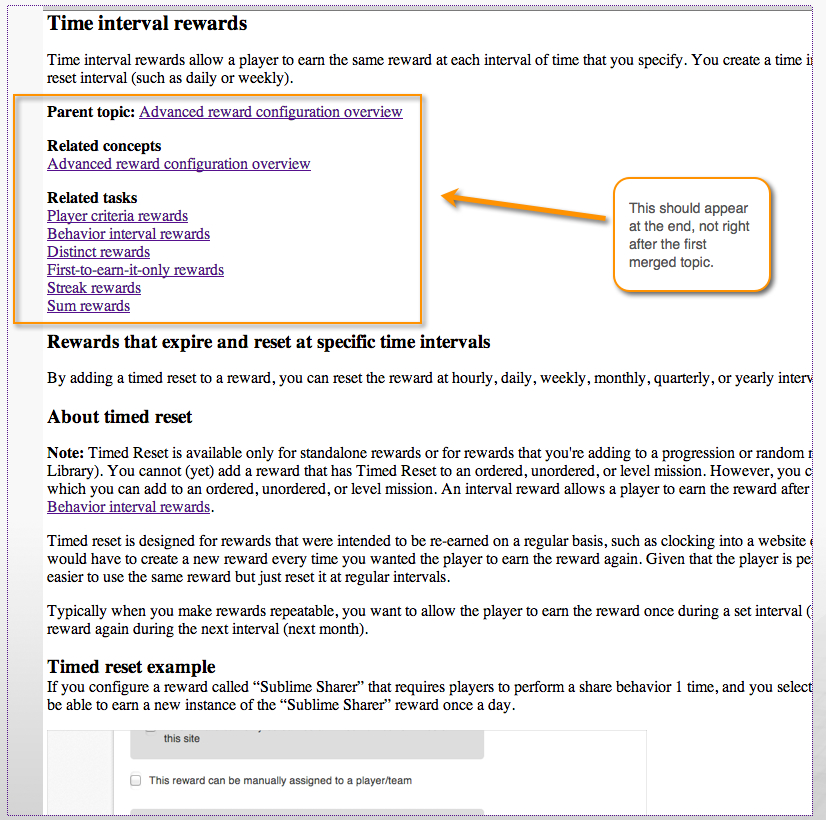 Time interval rewards
Time interval rewards allow a player to earn the same reward at each interval of time that you specify. You create a time
reset interval (such as daily or weekly).
Parent topic: Advanced reward configuration overview
Related concepts
Advanced reward configuration overview
Related tasks
Player criteria rewards
Behavior interval rewards
Distinct rewards
First-to-earn-it-only rewards
Streak rewards
Sum rewards
This should appear
at the end, not right
after the first
merged topic.
Rewards that expire and reset at specific time intervals
By adding a timed reset to a reward, you can reset the reward at hourly, daily, weekly, monthly, quarterly, or yearly
About timed reset
Note: Timed Reset is available only for standalone rewards or for rewards that you're adding to a progression or random
Library). You cannot (yet) add a reward that has Timed Reset to an ordered, unordered, or level mission. However, you
which you can add to an ordered, unordered, or level mission. An interval reward allows a player to earn the reward after
Behavior interval rewards.
Timed reset is designed for rewards that were intended to be re-earned on a regular basis, such as clocking into a website
would have to create a new reward every time you wanted the player to earn the reward again. Given that the player is
easier to use the same reward but just reset it at regular intervals.
Typically when you make rewards repeatable, you want to allow the player to earn the reward once during a set interval
reward again during the next interval (next month).
Timed reset example
If you configure a reward called “Sublime Sharer” that requires players to perform a share behavior 1 time, and you select
be able to earn a new instance of the “Sublime Sharer” reward once a day.
this site
This reward can be manually assigned to a player/team